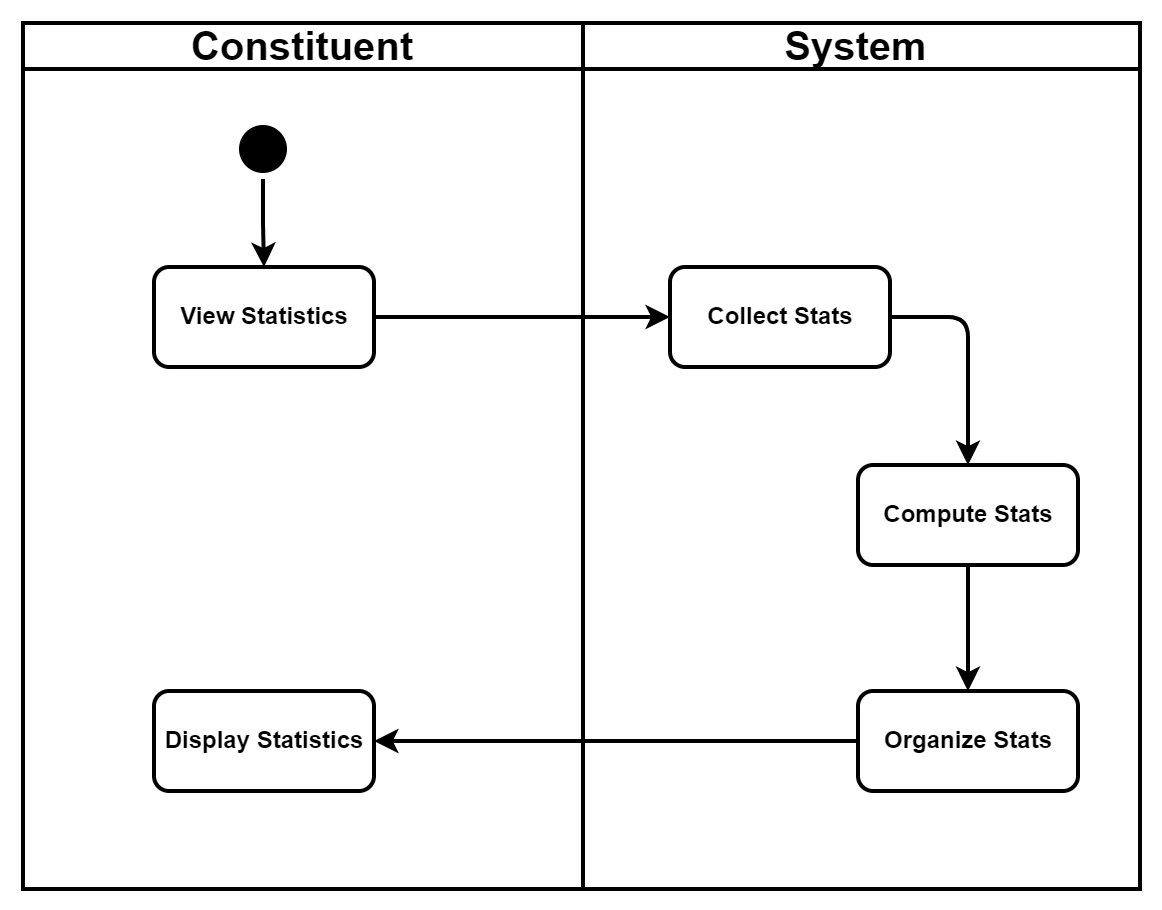 Constituent
System
View Statistics
Collect Stats
Compute Stats
Display Statistics
Organize Stats